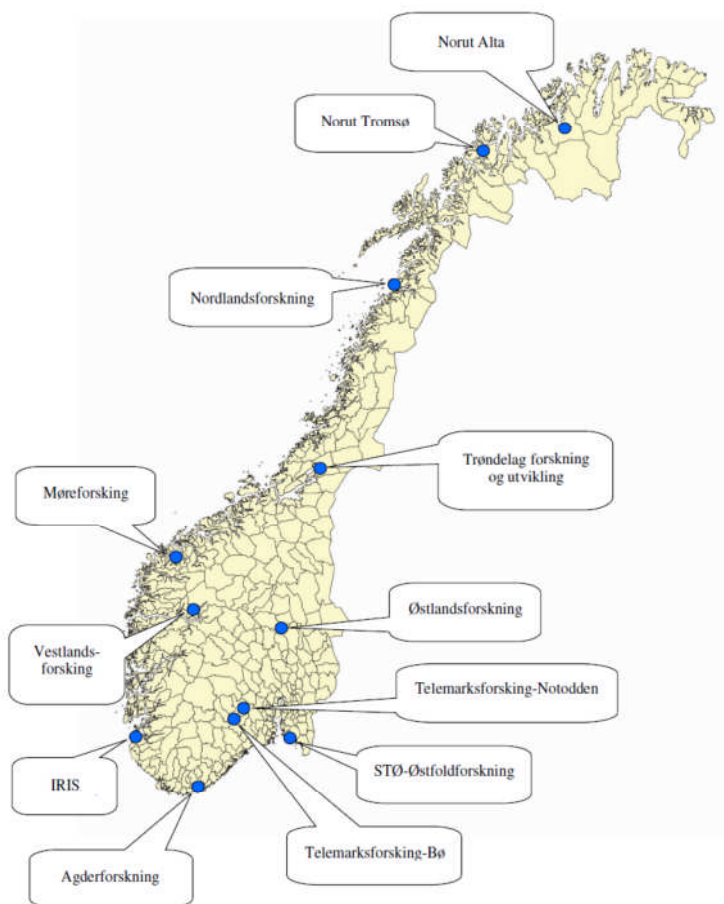 Norut Alta
Norut Tromsø
Nordlandsforskning
Trøndelag forskning
og utvikling
Møreforsking
Østlandsforskning
Vestlands-
forsking
Telemarksforsking-Notodden
STØ-Østfoldforskning
IRIS
Telemarksforsking-Bø
Agderforskning